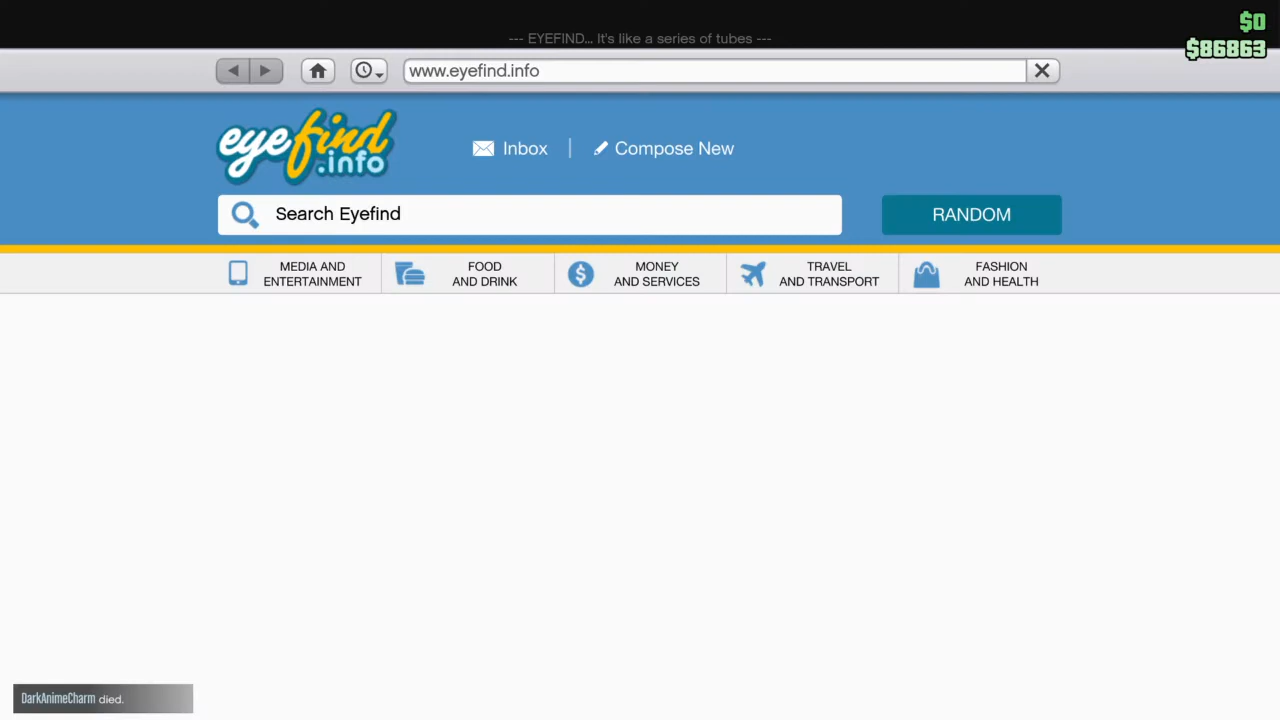 $0
--- EYEFIND... It's like a series of tubes ---
$86863
www.eyefind.info
eyefind
.info
Inbox
Compose New
Search Eyefind
RANDOM
MEDIA AND
ENTERTAINMENT
FOOD
AND DRINK
MONEY
AND SERVICES
TRAVEL
AND TRANSPORT
FASHION
AND HEALTH
DarkAnimeCharm died.